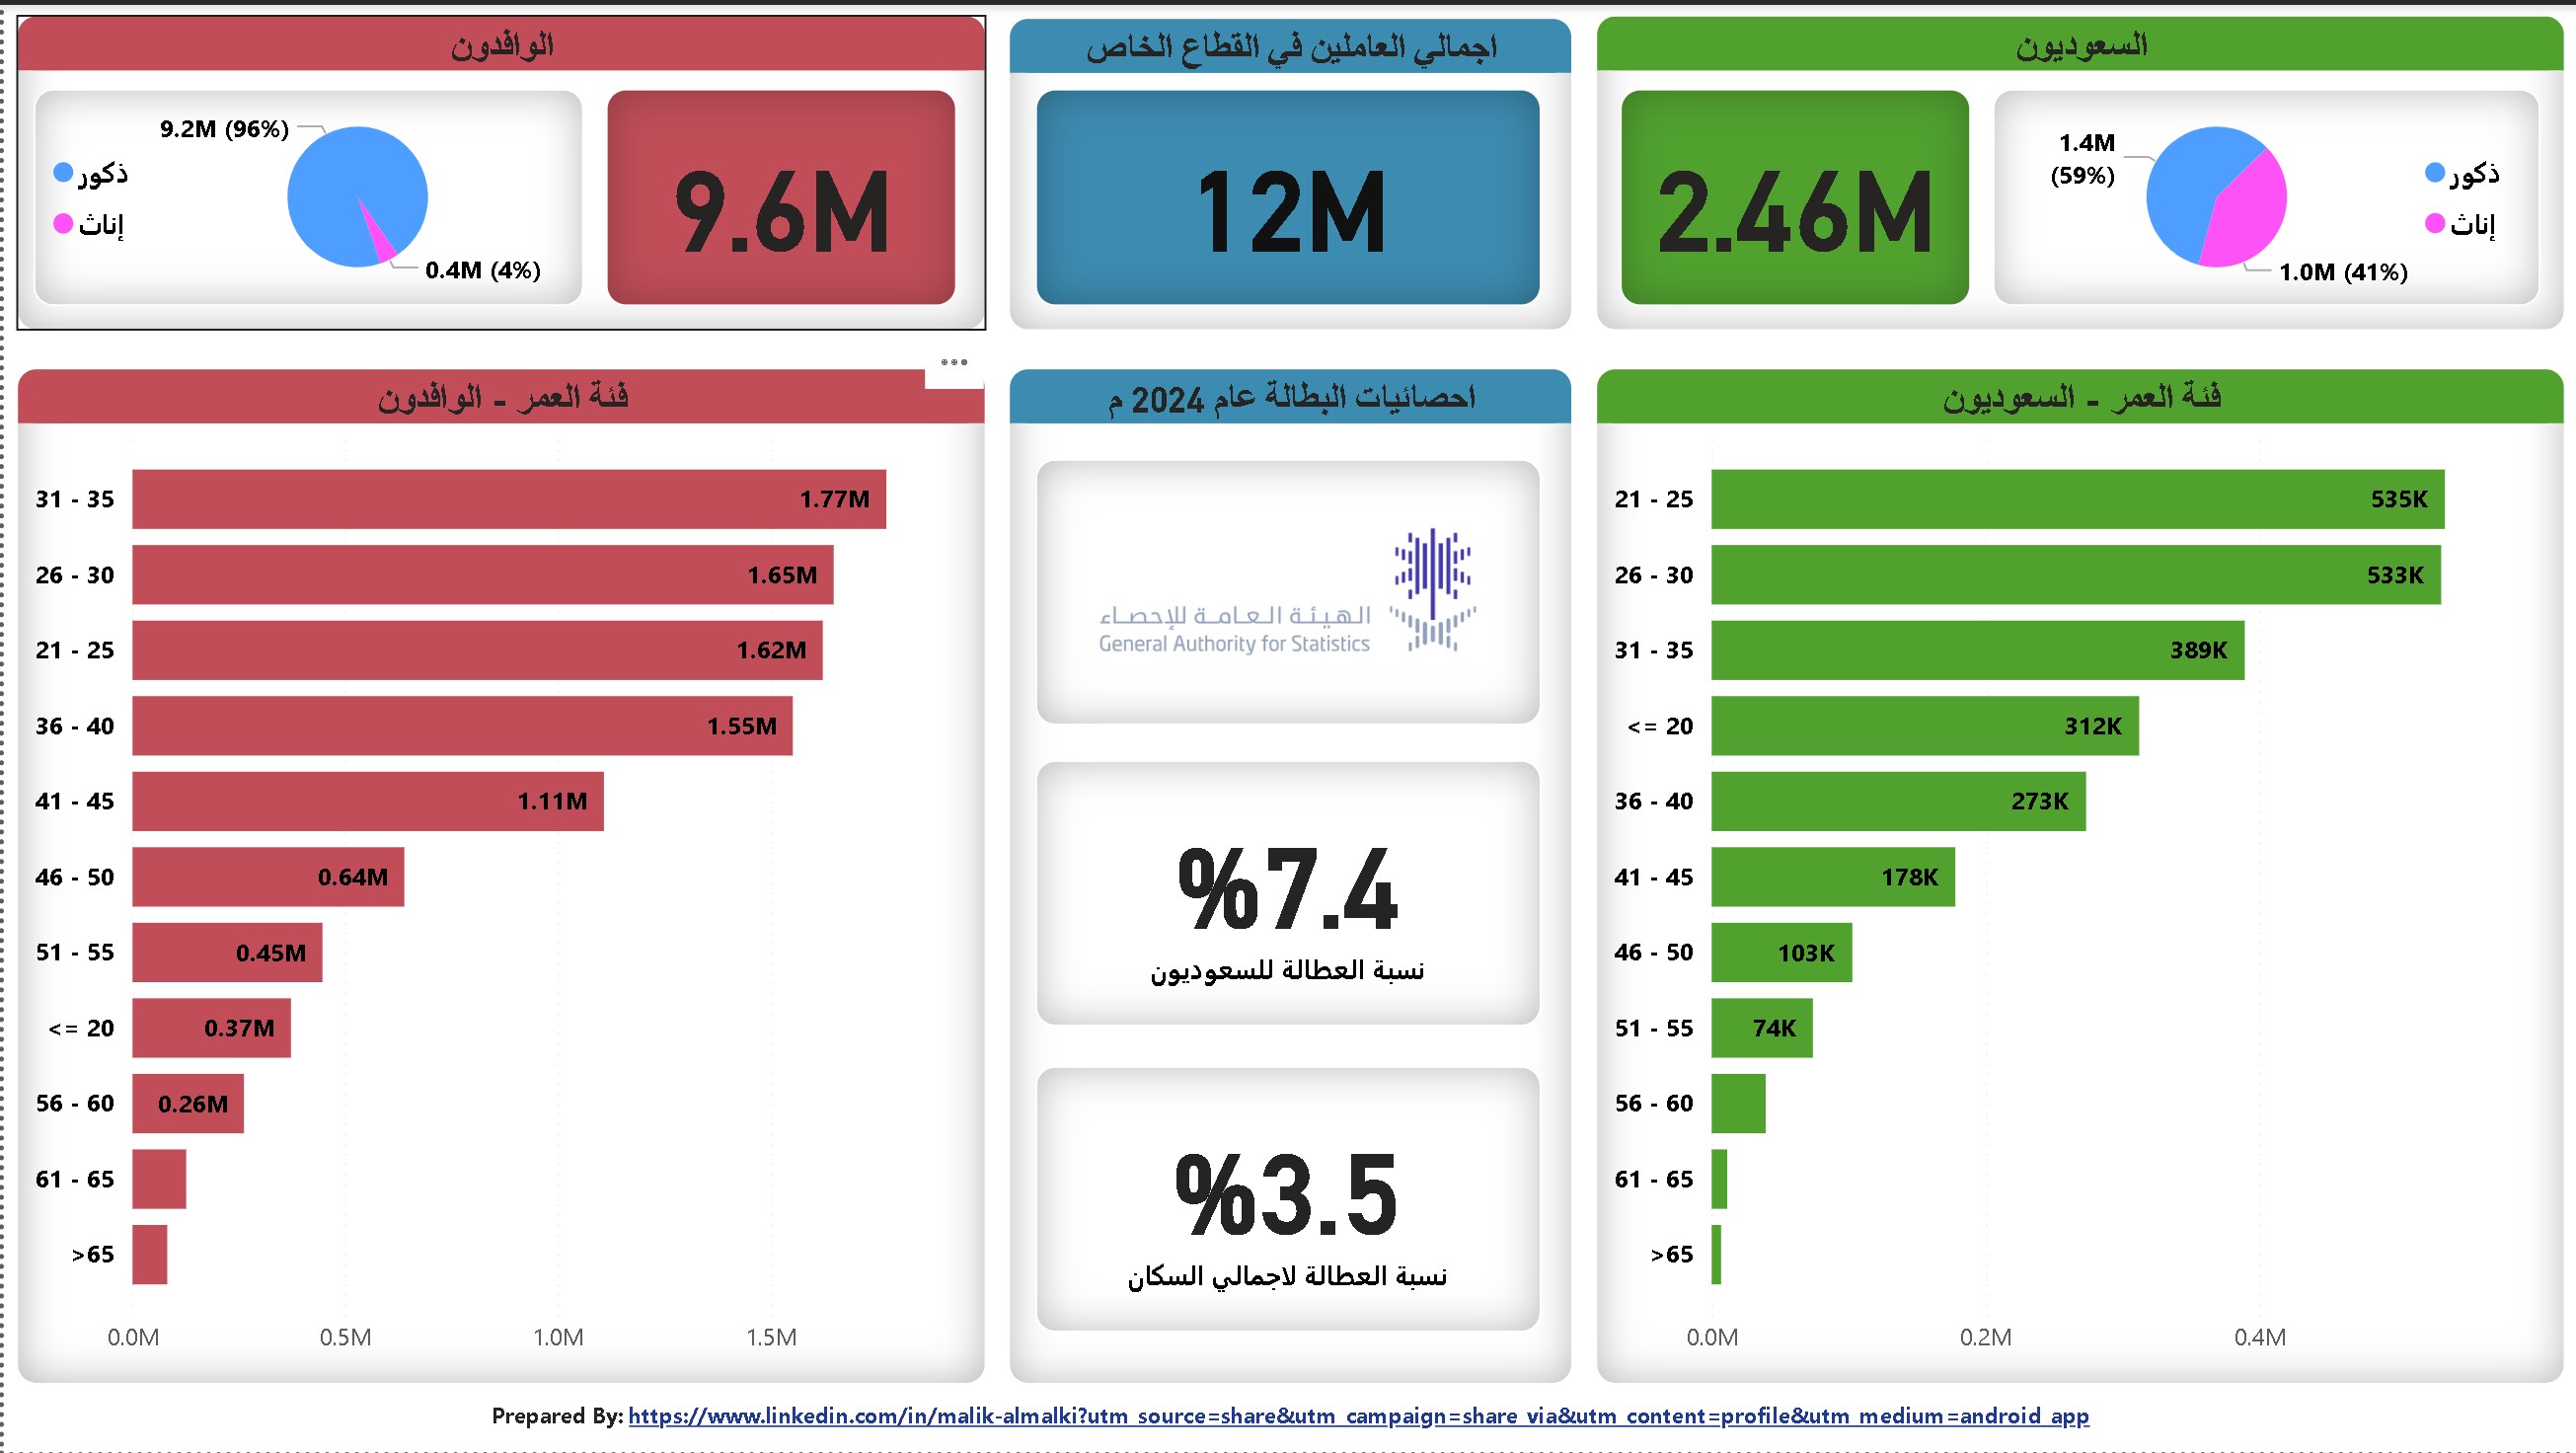 السعوديون
2.46M
1.4M
(59%)
1.0M (41%)
ذكور
إناث
اجمالي العاملين في القطاع الخاص
12M
الوافدون
9.6M
9.2M (96%)
0.4M (4%)
ذكور
إناث
فئة العمر - السعوديون
21 - 25 535K
26 - 30 533K
31 - 35 389K
<= 20 312K
36 - 40 273K
41 - 45 178K
46 - 50 103K
51 - 55 74K
56 - 60
61 - 65
>65
0.0M 0.2M 0.4M
احصائيات البطالة عام 2024 م
الهيئة العامة للإحصاء
General Authority for Statistics
%7.4
نسبة العطالة للسعوديون
%3.5
نسبة العطالة لاجمالي السكان
فئة العمر - الوافدون
31 - 35 1.77M
26 - 30 1.65M
21 - 25 1.62M
36 - 40 1.55M
41 - 45 1.11M
46 - 50 0.64M
51 - 55 0.45M
<= 20 0.37M
56 - 60 0.26M
61 - 65
>65
0.0M 0.5M 1.0M 1.5M
Prepared By: https://www.linkedin.com/in/malik-almalki?utm_source=share&utm_campaign=share_via&utm_content=profile&utm_medium=android_app